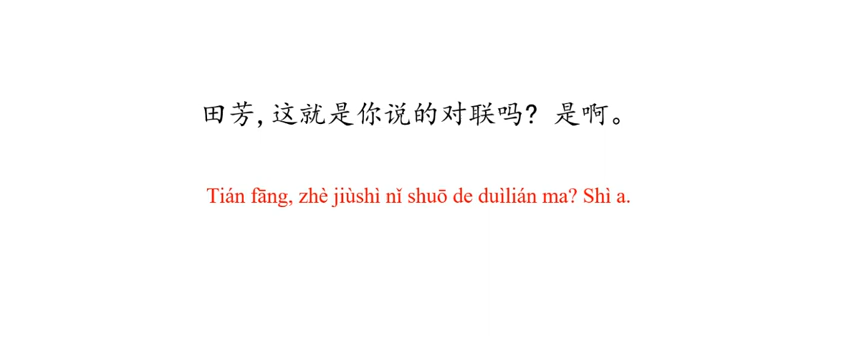 田芳,这就是你说的对联吗? 是啊。
Tián fāng, zhè jiùshì nǐ shuō de duìlián ma? Shì a.